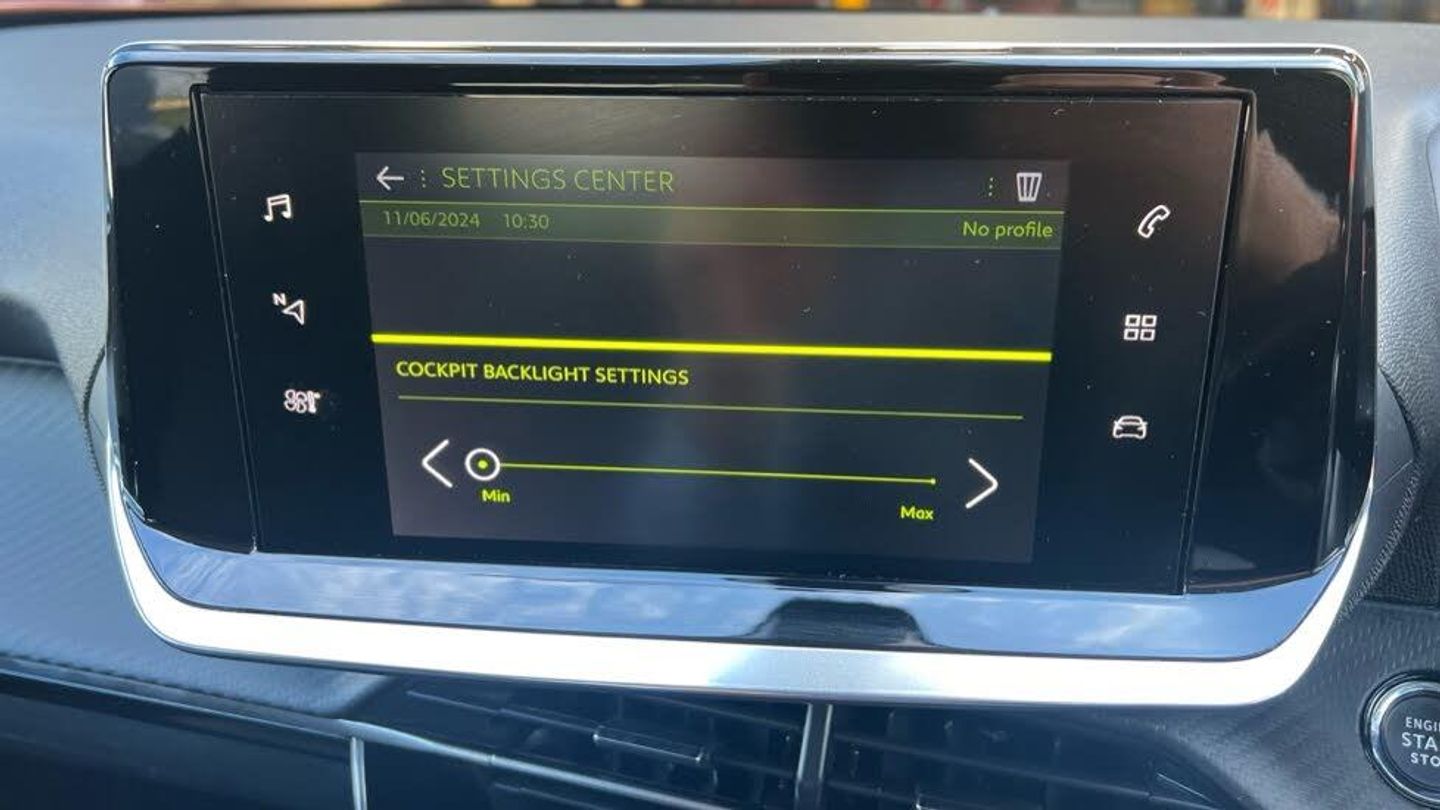 SETTINGS CENTER
11/06/2024 10:30 No profile
N
COCKPIT BACKLIGHT SETTINGS
Min Max